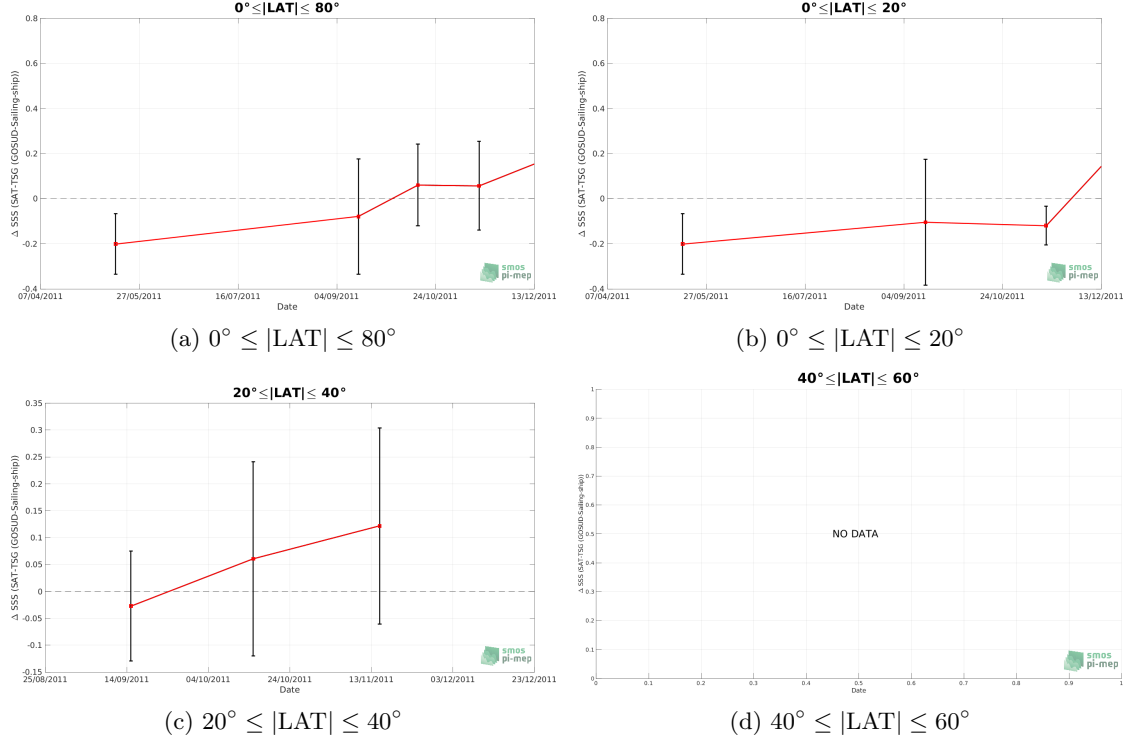 0°≤|LAT|≤ 80°
0.8
0.6
0.4
0.2
0
-0.2
-0.4
Δ SSS (SAT-TSG (GOSUD-Sailing-ship))
07/04/2011 27/05/2011 16/07/2011 04/09/2011 24/10/2011 13/12/2011
Date
smos
pi-mep
(a) 0° ≤ |LAT| ≤ 80°
0°≤|LAT|≤ 20°
0.8
0.6
0.4
0.2
0
-0.2
-0.4
Δ SSS (SAT-TSG (GOSUD-Sailing-ship))
07/04/2011 27/05/2011 16/07/2011 04/09/2011 24/10/2011 13/12/2011
Date
smos
pi-mep
(b) 0° ≤ |LAT| ≤ 20°
20°≤|LAT|≤ 40°
0.35
0.3
0.25
0.2
0.15
0.1
0.05
0
-0.05
-0.1
-0.15
Δ SSS (SAT-TSG (GOSUD-Sailing-ship))
25/08/2011 14/09/2011 04/10/2011 24/10/2011 13/11/2011 03/12/2011 23/12/2011
Date
smos
pi-mep
(c) 20° ≤ |LAT| ≤ 40°
40°≤|LAT|≤ 60°
1
0.9
0.8
0.7
0.6
0.5
0.4
0.3
0.2
0.1
0
Δ SSS (SAT-TSG (GOSUD-Sailing-ship))
NO DATA
0 0.1 0.2 0.3 0.4 0.5 0.6 0.7 0.8 0.9 1
Date
smos
pi-mep
(d) 40° ≤ |LAT| ≤ 60°